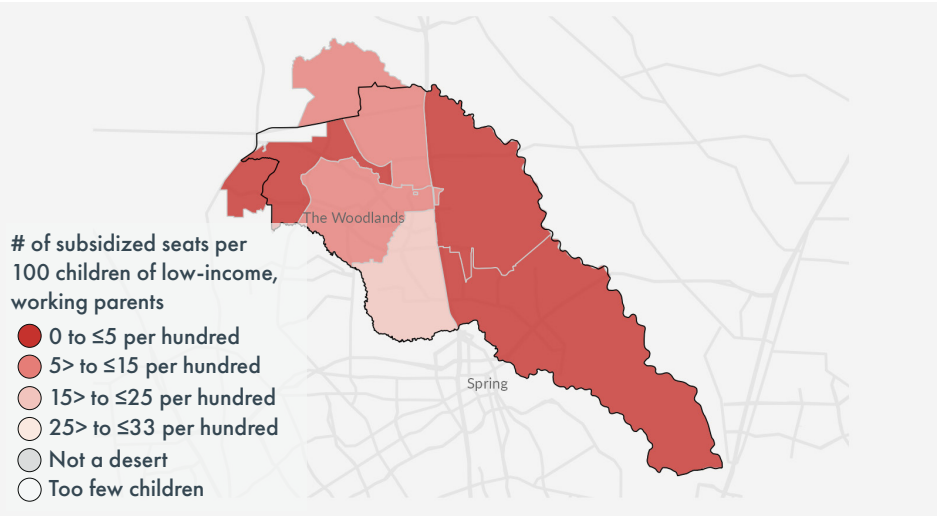 The Woodlands
# of subsidized seats per
100 children of low-income,
working parents
0 to ≤5 per hundred
5> to ≤15 per hundred
15> to ≤25 per hundred
25> to ≤33 per hundred
Not a desert
Too few children
Spring